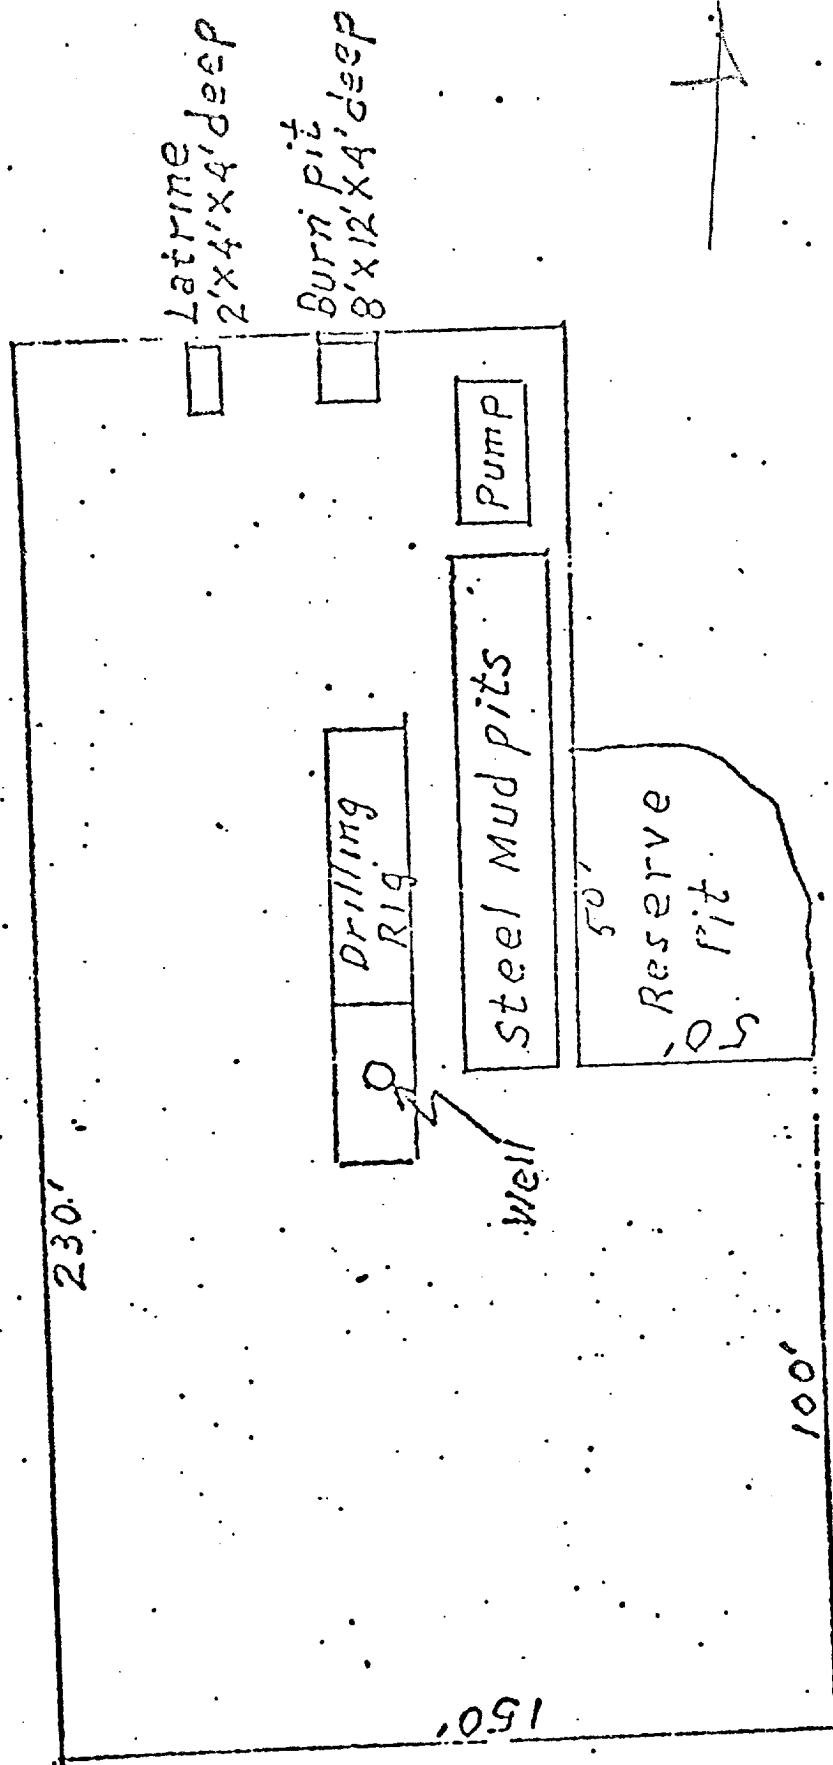 230'
Latrine
2'X4'X4'deep
Burn pit
8'X12'X4'deep
Drilling
Rig
Well
Pump
steel Mud pits
50'
Reserve
Pit
50'
150'
100'